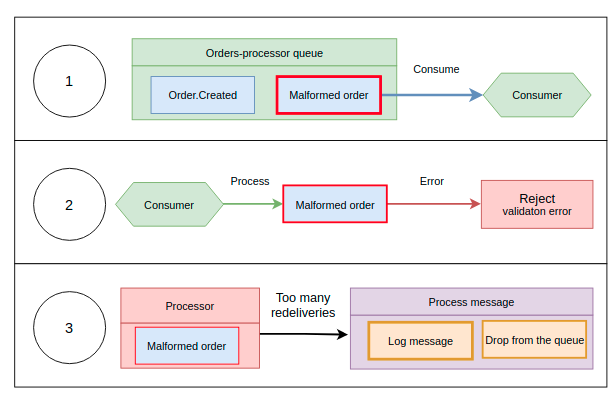 1
Orders-processor queue
Order.Created
Malformed order
Consume
Consumer
2
Consumer
Process
Malformed order
Error
Reject
validaton error
3
Processor
Malformed order
Too many
redeliveries
Process message
Log message
Drop from the queue